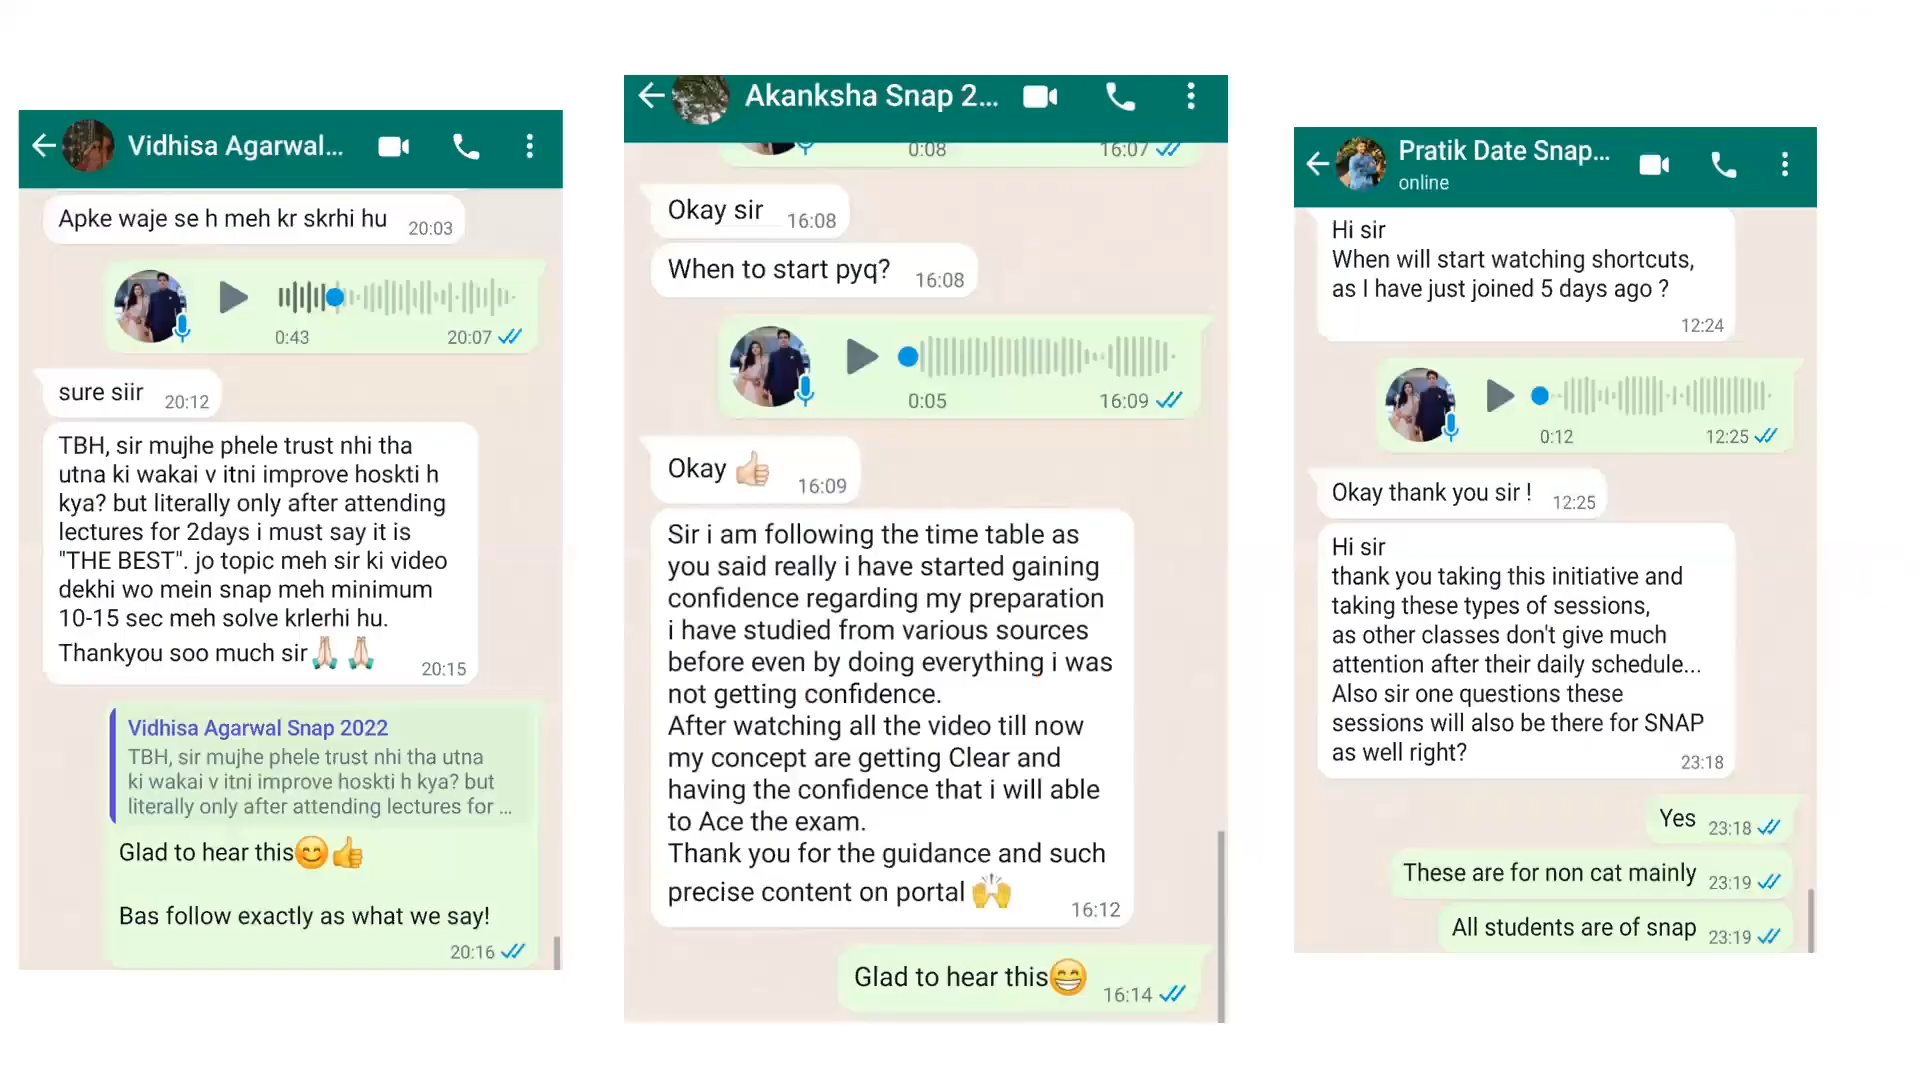 Vidhisa Agarwal...
Apke waje se h meh kr skrhi hu 20:03
0:43 20:07
sure siir 20:12
TBH, sir mujhe phele trust nhi tha
utna ki wakai v itni improve hoskti h
kya? but literally only after attending
lectures for 2days i must say it is
"THE BEST". jo topic meh sir ki video
dekhi wo mein snap meh minimum
10-15 sec meh solve krlerhi hu.
Thankyou soo much sir🙏🏻 🙏🏻
20:15
Vidhisa Agarwal Snap 2022
TBH, sir mujhe phele trust nhi tha utna
ki wakai v itni improve hoskti h kya? but
literally only after attending lectures for ...
Glad to hear this😊👍
Bas follow exactly as what we say!
20:16
Akanksha Snap 2...
0:08 16:07
Okay sir 16:08
When to start pyq? 16:08
0:05 16:09
Okay 👍🏻 16:09
Sir i am following the time table as
you said really i have started gaining
confidence regarding my preparation
i have studied from various sources
before even by doing everything i was
not getting confidence.
After watching all the video till now
my concept are getting Clear and
having the confidence that i will able
to Ace the exam.
Thank you for the guidance and such
precise content on portal 🙌
16:12
Glad to hear this😁 16:14
Pratik Date Snap...
online
Hi sir
When will start watching shortcuts,
as I have just joined 5 days ago ?
12:24
0:12 12:25
Okay thank you sir ! 12:25
Hi sir
thank you taking this initiative and
taking these types of sessions,
as other classes don't give much
attention after their daily schedule...
Also sir one questions these
sessions will also be there for SNAP
as well right?
23:18
Yes 23:18
These are for non cat mainly 23:19
All students are of snap 23:19